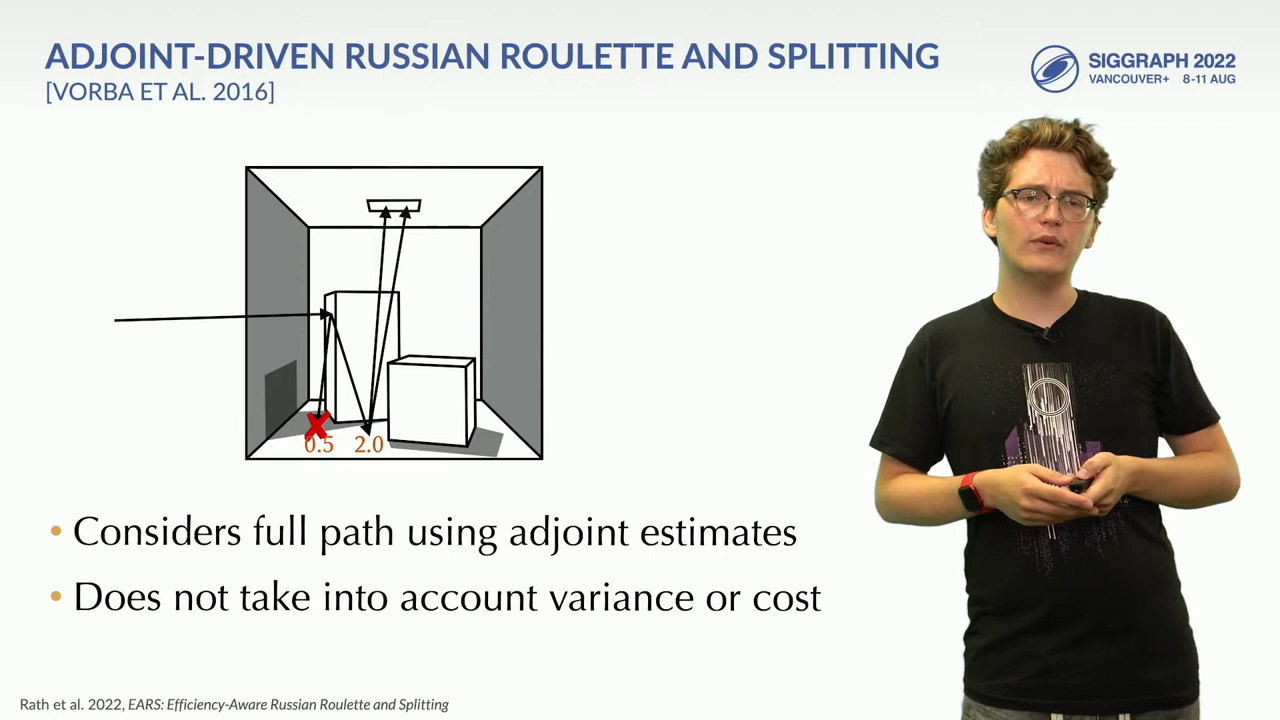 ADJOINT-DRIVEN RUSSIAN ROULETTE AND SPLITTING
[VORBA ET AL. 2016]
SIGGRAPH 2022
VANCOUVER+ 8-11 AUG
0.5 2.0
• Considers full path using adjoint estimates
• Does not take into account variance or cost
Rath et al. 2022, EARS: Efficiency-Aware Russian Roulette and Splitting